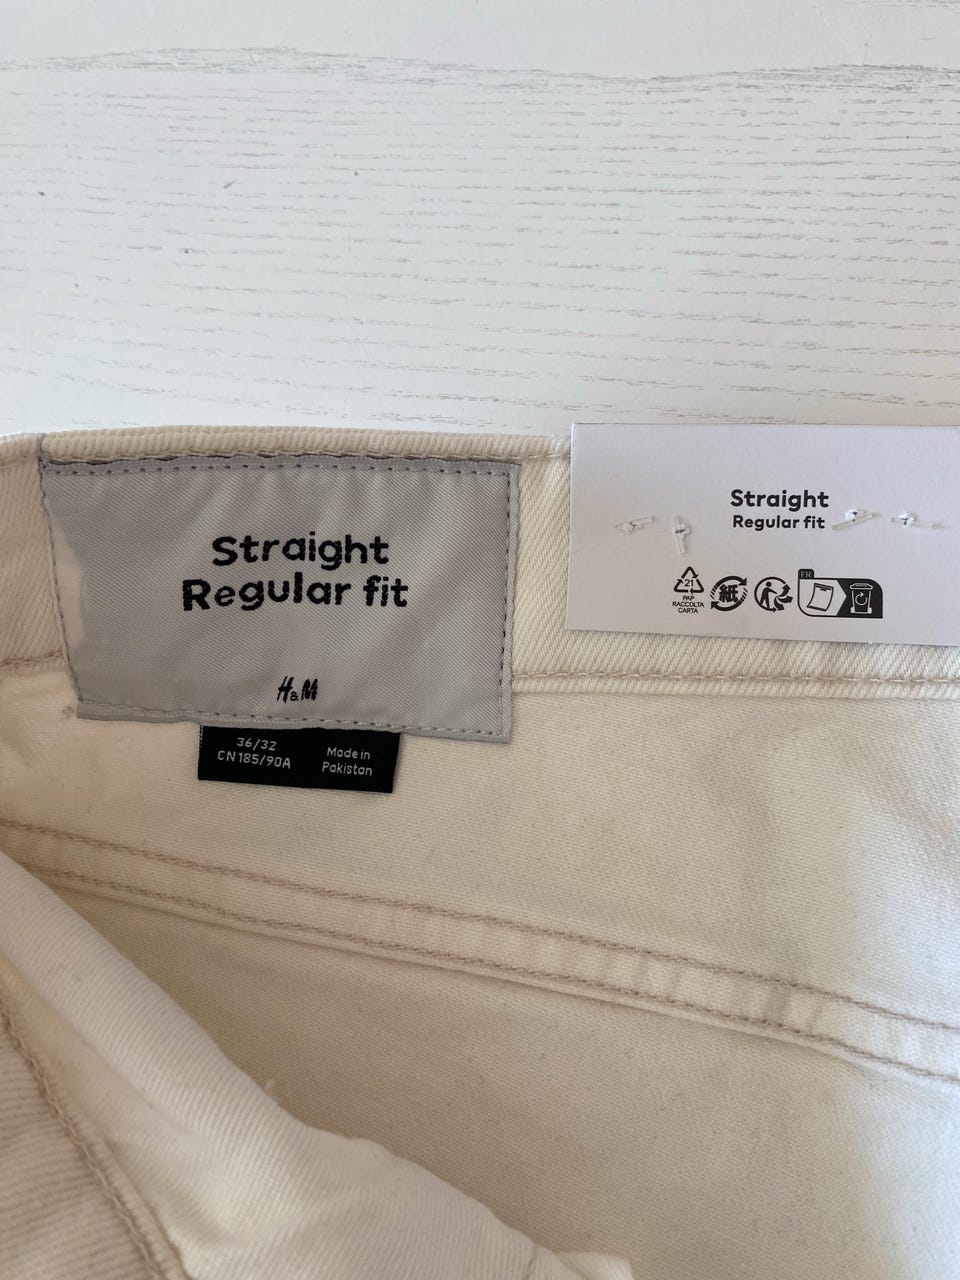 Straight
Regular fit
H&M
36/32
CN 185/90A
Made in
Pakistan
Straight
Regular fit
21
PAP
RACCOLTA
CARTA
紙
FR